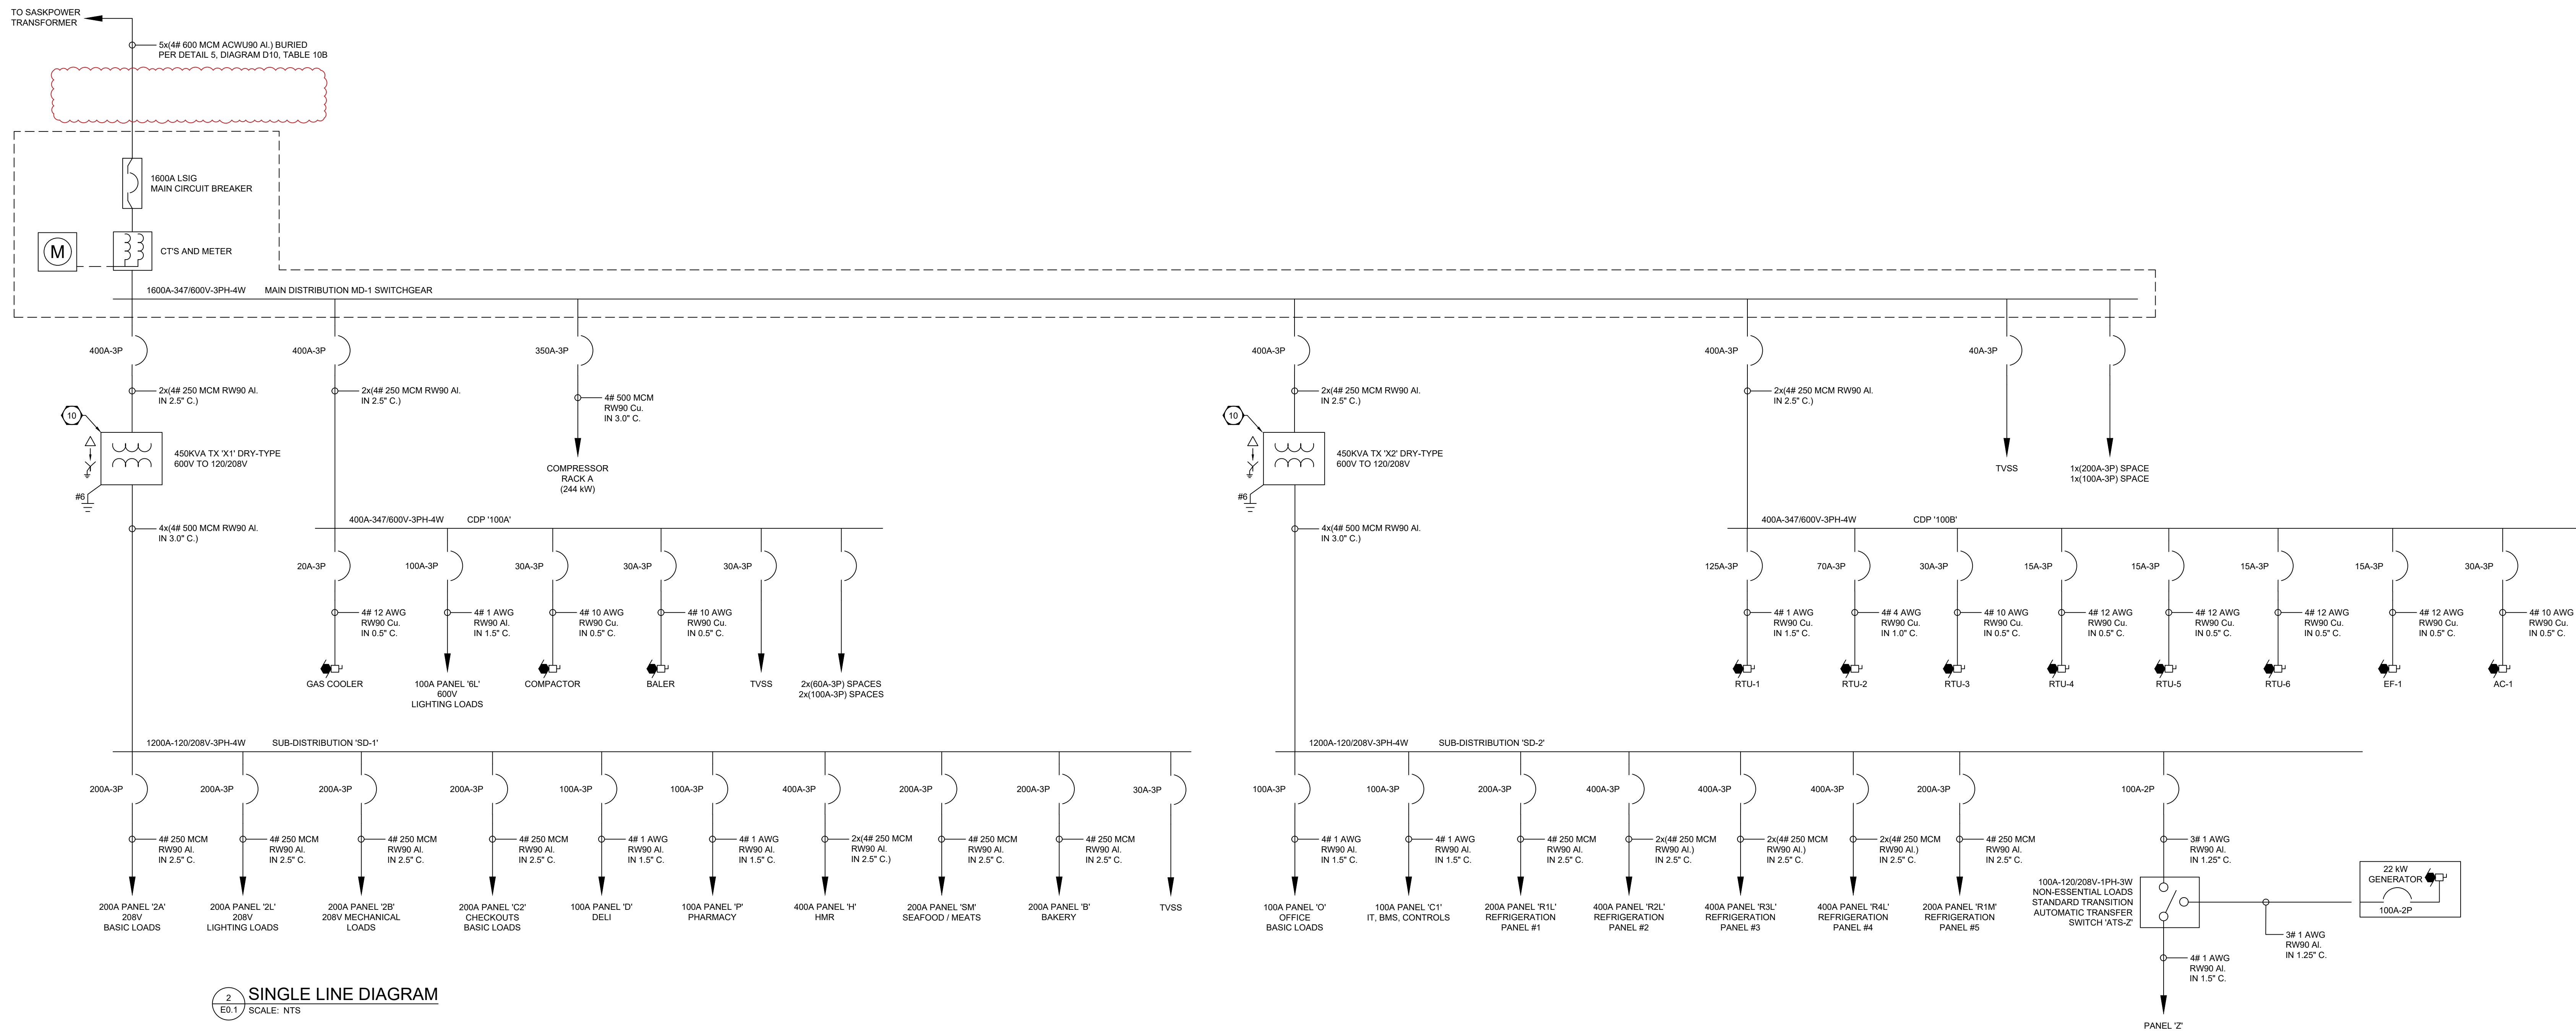 TO SASKPOWER
TRANSFORMER
5x(4# 600 MCM ACWU90 Al.) BURIED
PER DETAIL 5, DIAGRAM D10, TABLE 10B
1600A LSIG
MAIN CIRCUIT BREAKER
M
CT'S AND METER
1600A-347/600V-3PH-4W MAIN DISTRIBUTION MD-1 SWITCHGEAR
400A-3P
400A-3P
350A-3P
400A-3P
400A-3P
40A-3P
2x(4# 250 MCM RW90 Al.
IN 2.5" C.)
2x(4# 250 MCM RW90 Al.
IN 2.5" C.)
4# 500 MCM
RW90 Cu.
IN 3.0" C.
2x(4# 250 MCM RW90 Al.
IN 2.5" C.)
2x(4# 250 MCM RW90 Al.
IN 2.5" C.)
10
450KVA TX 'X1' DRY-TYPE
600V TO 120/208V
#6
COMPRESSOR
RACK A
(244 kW)
10
450KVA TX 'X2' DRY-TYPE
600V TO 120/208V
#6
TVSS
1x(200A-3P) SPACE
1x(100A-3P) SPACE
4x(4# 500 MCM RW90 Al.
IN 3.0" C.)
4x(4# 500 MCM RW90 Al.
IN 3.0" C.)
400A-347/600V-3PH-4W CDP '100A'
20A-3P
100A-3P
30A-3P
30A-3P
30A-3P
4# 12 AWG
RW90 Cu.
IN 0.5" C.
4# 1 AWG
RW90 Al.
IN 1.5" C.
4# 10 AWG
RW90 Cu.
IN 0.5" C.
4# 10 AWG
RW90 Cu.
IN 0.5" C.
GAS COOLER
100A PANEL '6L'
600V
LIGHTING LOADS
COMPACTOR
BALER
TVSS
2x(60A-3P) SPACES
2x(100A-3P) SPACES
400A-347/600V-3PH-4W CDP '100B'
125A-3P
70A-3P
30A-3P
15A-3P
15A-3P
15A-3P
15A-3P
30A-3P
4# 1 AWG
RW90 Cu.
IN 1.5" C.
4# 4 AWG
RW90 Cu.
IN 1.0" C.
4# 10 AWG
RW90 Cu.
IN 0.5" C.
4# 12 AWG
RW90 Cu.
IN 0.5" C.
4# 12 AWG
RW90 Cu.
IN 0.5" C.
4# 12 AWG
RW90 Cu.
IN 0.5" C.
4# 12 AWG
RW90 Cu.
IN 0.5" C.
4# 10 AWG
RW90 Cu.
IN 0.5" C.
RTU-1
RTU-2
RTU-3
RTU-4
RTU-5
RTU-6
EF-1
AC-1
1200A-120/208V-3PH-4W SUB-DISTRIBUTION 'SD-1'
200A-3P
200A-3P
200A-3P
200A-3P
100A-3P
100A-3P
400A-3P
200A-3P
200A-3P
30A-3P
4# 250 MCM
RW90 Al.
IN 2.5" C.
4# 250 MCM
RW90 Al.
IN 2.5" C.
4# 250 MCM
RW90 Al.
IN 2.5" C.
4# 250 MCM
RW90 Al.
IN 2.5" C.
4# 1 AWG
RW90 Al.
IN 1.5" C.
4# 1 AWG
RW90 Al.
IN 1.5" C.
2x(4# 250 MCM
RW90 Al.
IN 2.5" C.)
4# 250 MCM
RW90 Al.
IN 2.5" C.
4# 250 MCM
RW90 Al.
IN 2.5" C.
200A PANEL '2A'
208V
BASIC LOADS
200A PANEL '2L'
208V
LIGHTING LOADS
200A PANEL '2B'
208V MECHANICAL
LOADS
200A PANEL 'C2'
CHECKOUTS
BASIC LOADS
100A PANEL 'D'
DELI
100A PANEL 'P'
PHARMACY
400A PANEL 'H'
HMR
200A PANEL 'SM'
SEAFOOD / MEATS
200A PANEL 'B'
BAKERY
TVSS
1200A-120/208V-3PH-4W SUB-DISTRIBUTION 'SD-2'
100A-3P
100A-3P
200A-3P
400A-3P
400A-3P
400A-3P
200A-3P
100A-2P
4# 1 AWG
RW90 Al.
IN 1.5" C.
4# 1 AWG
RW90 Al.
IN 1.5" C.
4# 250 MCM
RW90 Al.
IN 2.5" C.
2x(4# 250 MCM
RW90 Al.)
IN 2.5" C.
2x(4# 250 MCM
RW90 Al.)
IN 2.5" C.
2x(4# 250 MCM
RW90 Al.)
IN 2.5" C.
4# 250 MCM
RW90 Al.
IN 2.5" C.
3# 1 AWG
RW90 Al.
IN 1.25" C.
100A PANEL 'O'
OFFICE
BASIC LOADS
100A PANEL 'C1'
IT, BMS, CONTROLS
200A PANEL 'R1L'
REFRIGERATION
PANEL #1
400A PANEL 'R2L'
REFRIGERATION
PANEL #2
400A PANEL 'R3L'
REFRIGERATION
PANEL #3
400A PANEL 'R4L'
REFRIGERATION
PANEL #4
200A PANEL 'R1M'
REFRIGERATION
PANEL #5
100A-120/208V-1PH-3W
NON-ESSENTIAL LOADS
STANDARD TRANSITION
AUTOMATIC TRANSFER
SWITCH 'ATS-Z'
22 kW
GENERATOR
100A-2P
3# 1 AWG
RW90 Al.
IN 1.25" C.
4# 1 AWG
RW90 Al.
IN 1.5" C.
PANEL 'Z'
2
E0.1
SINGLE LINE DIAGRAM
SCALE: NTS